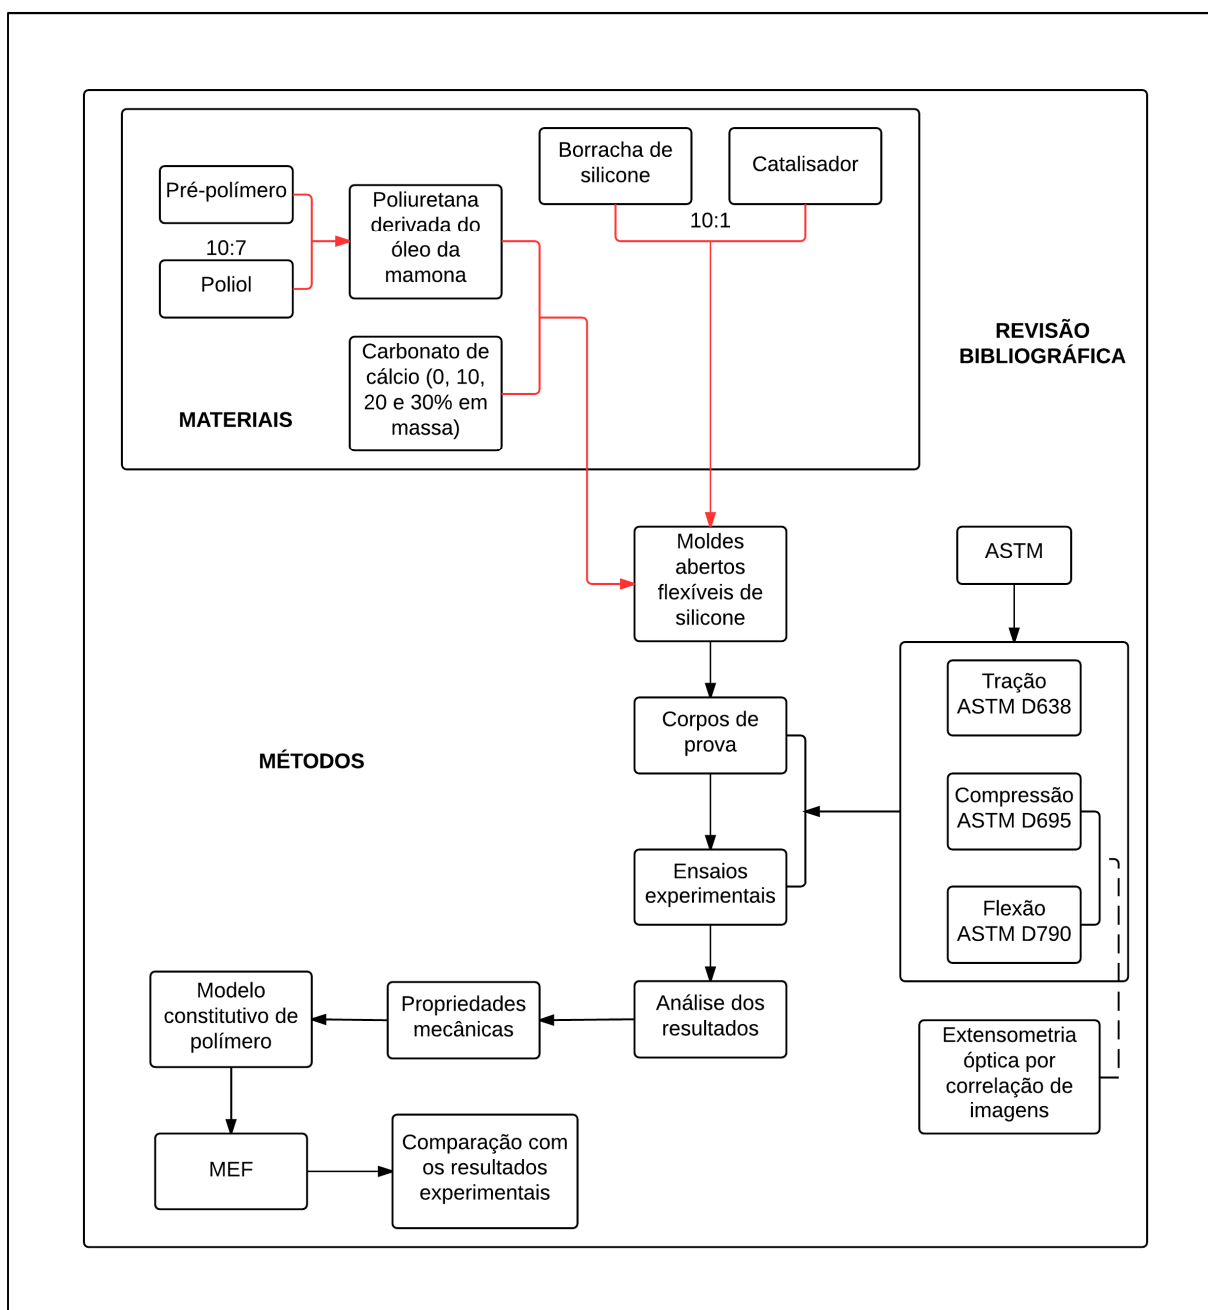 Borracha de
silicone
Catalisador
10:1
Pré-polímero
10:7
Poliol
Poliuretana
derivada do
óleo da
mamona
Carbonato de
cálcio (0, 10,
20 e 30% em
massa)
MATERIAIS
REVISÃO
BIBLIOGRÁFICA
Moldes
abertos
flexíveis de
silicone
ASTM
Tração
ASTM D638
Compressão
ASTM D695
Flexão
ASTM D790
Corpos de
prova
MÉTODOS
Ensaios
experimentais
Análise dos
resultados
Propriedades
mecânicas
Modelo
constitutivo de
polímero
Extensometria
óptica por
correlação de
imagens
MEF
Comparação com
os resultados
experimentais